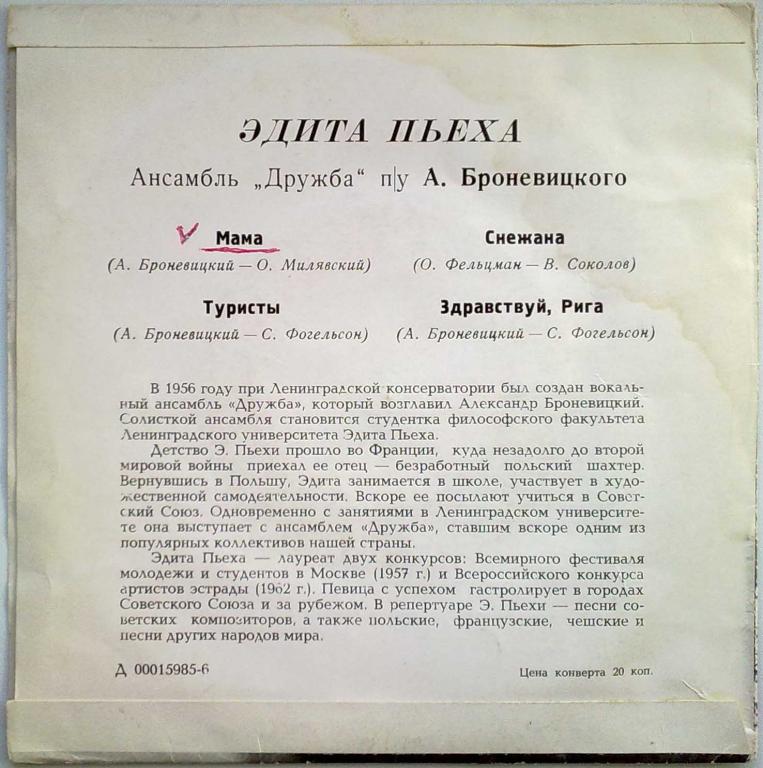 ЭДИТА ПЬЕХА
Ансамбль „Дружба“ п/у А. Броневицкого
Мама Снежана
(А. Броневицкий — О. Милявский) (О. Фельцман — В. Соколов)
Туристы Здравствуй, Рига
(А. Броневицкий — С. Фогельсон) (А. Броневицкий — С. Фогельсон)
В 1956 году при Ленинградской консерватории был создан вокаль-
ный ансамбль «Дружба», который возглавил Александр Броневицкий.
Солисткой ансамбля становится студентка философского факультета
Ленинградского университета Эдита Пьеха.
Детство Э. Пьехи прошло во Франции, куда незадолго до второй
мировой войны приехал ее отец — безработный польский шахтер.
Вернувшись в Польшу, Эдита занимается в школе, участвует в худо-
жественной самодеятельности. Вскоре ее посылают учиться в Совет-
ский Союз. Одновременно с занятиями в Ленинградском университе-
те она выступает с ансамблем «Дружба», ставшим вскоре одним из
популярных коллективов нашей страны.
Эдита Пьеха — лауреат двух конкурсов: Всемирного фестиваля
молодежи и студентов в Москве (1957 г.) и Всероссийского конкурса
артистов эстрады (1962 г.). Певица с успехом гастролирует в городах
Советского Союза и за рубежом. В репертуаре Э. Пьехи — песни со-
ветских композиторов, а также польские, французские, чешские и
песни других народов мира.
Д 00015985-6 Цена конверта 20 коп.